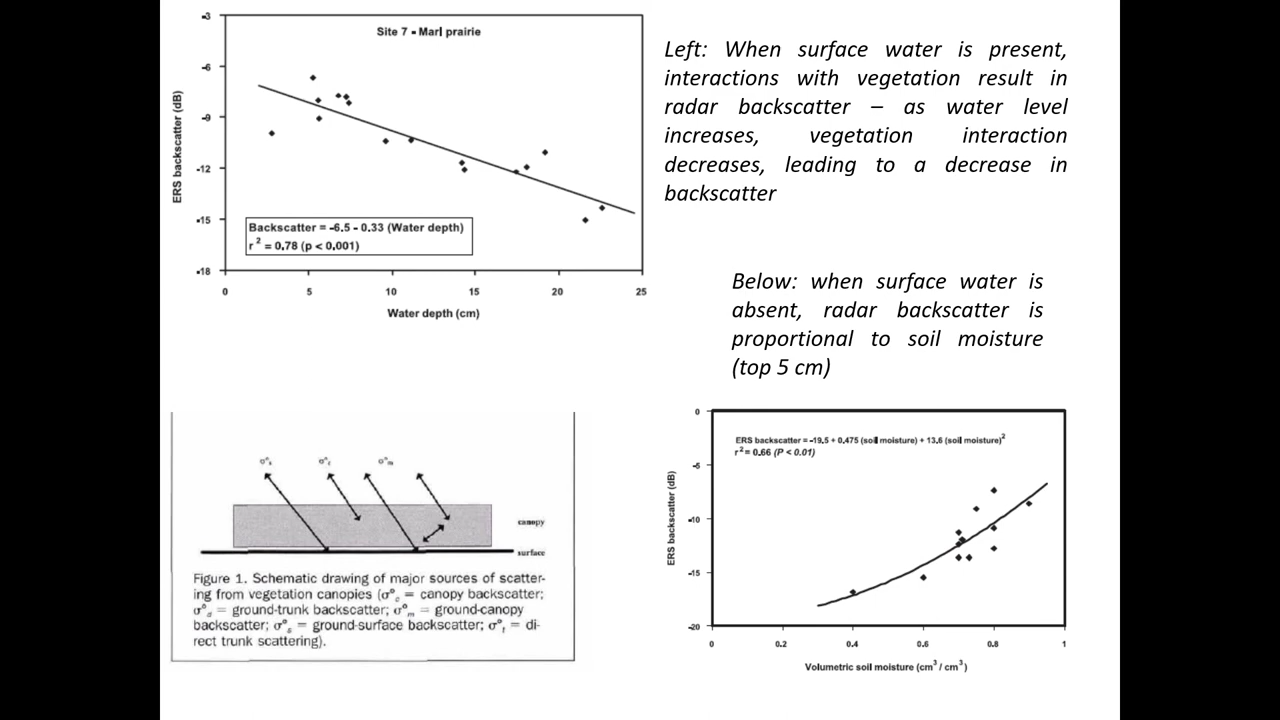 -3
Site 7 - Marl prairie
-6
-9
-12
-15
-18
ERS backscatter (dB)
Backscatter = -6.5 - 0.33 (Water depth)
r2 = 0.78 (p < 0.001)
0 5 10 15 20 25
Water depth (cm)
Left: When surface water is present,
interactions with vegetation result in
radar backscatter – as water level
increases, vegetation interaction
decreases, leading to a decrease in
backscatter
Below: when surface water is
absent, radar backscatter is
proportional to soil moisture
(top 5 cm)
σ°s σ°t σ°m
canopy
surface
Figure 1. Schematic drawing of major sources of scatter-
ing from vegetation canopies (σ°c = canopy backscatter;
σ°d = ground-trunk backscatter; σ°m = ground-canopy
backscatter; σ°s = ground-surface backscatter; σ°t = di-
rect trunk scattering).
0
ERS backscatter = -19.5 + 0.475 (soil moisture) + 13.6 (soil moisture)2
r2= 0.66 (P < 0.01)
-5
-10
-15
-20
ERS backscatter (dB)
0 0.2 0.4 0.6 0.8 1
Volumetric soil moisture (cm3 / cm3)